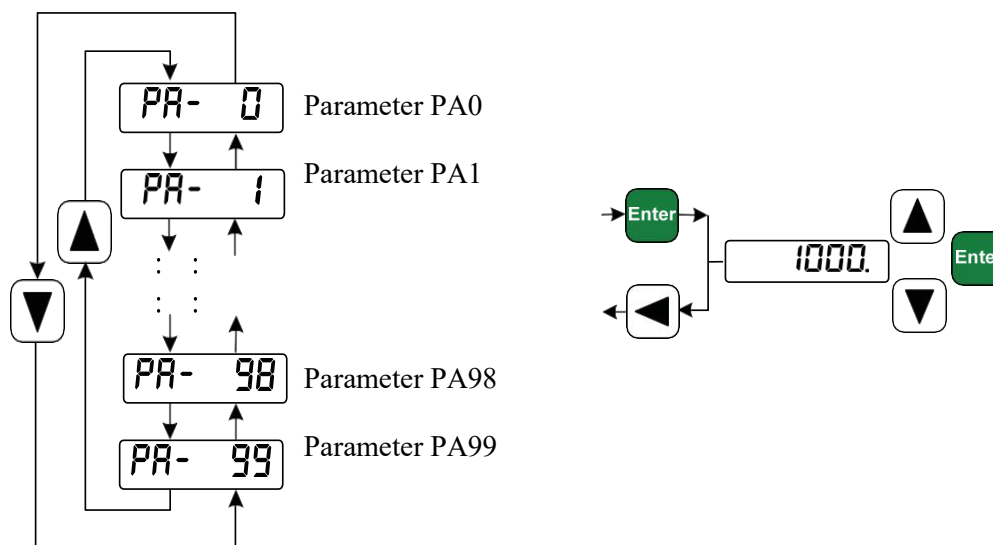 PA- 0 Parameter PA0
PA- 1 Parameter PA1
Enter
1000.
Ente
: :
: :
PA- 98 Parameter PA98
PA- 99 Parameter PA99